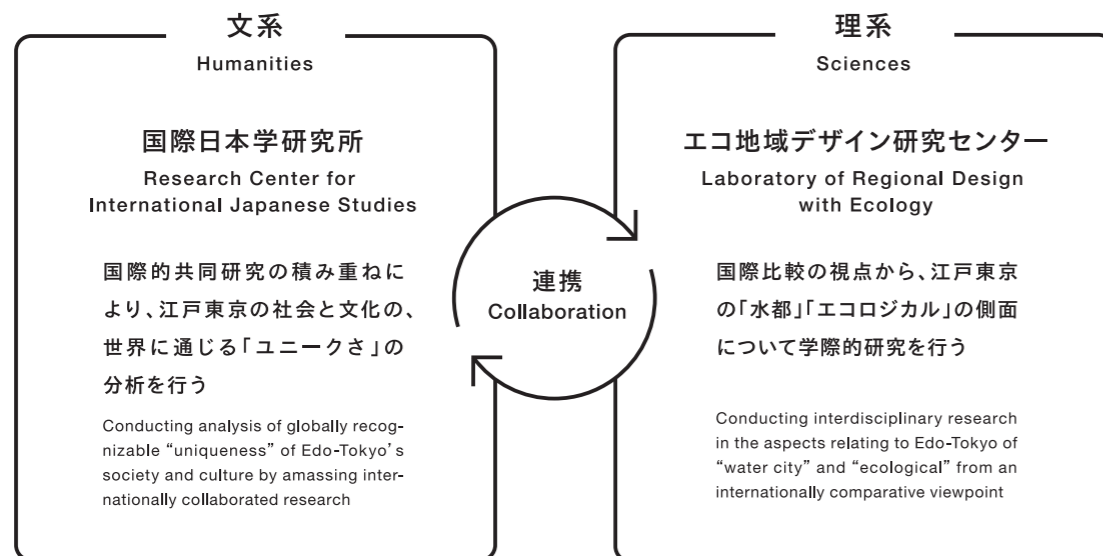 文系
Humanities
国際日本学研究所
Research Center for
International Japanese Studies
国際的共同研究の積み重ねに
より、江戸東京の社会と文化の、
世界に通じる「ユニークさ」の
分析を行う
Conducting analysis of globally recog-
nizable “uniqueness” of Edo-Tokyo’s
society and culture by amassing inter-
nationally collaborated research
連携
Collaboration
理系
Sciences
エコ地域デザイン研究センター
Laboratory of Regional Design
with Ecology
国際比較の視点から、江戸東京
の「水都」「エコロジカル」の側面
について学際的研究を行う
Conducting interdisciplinary research
in the aspects relating to Edo-Tokyo of
“water city” and “ecological” from an
internationally comparative viewpoint